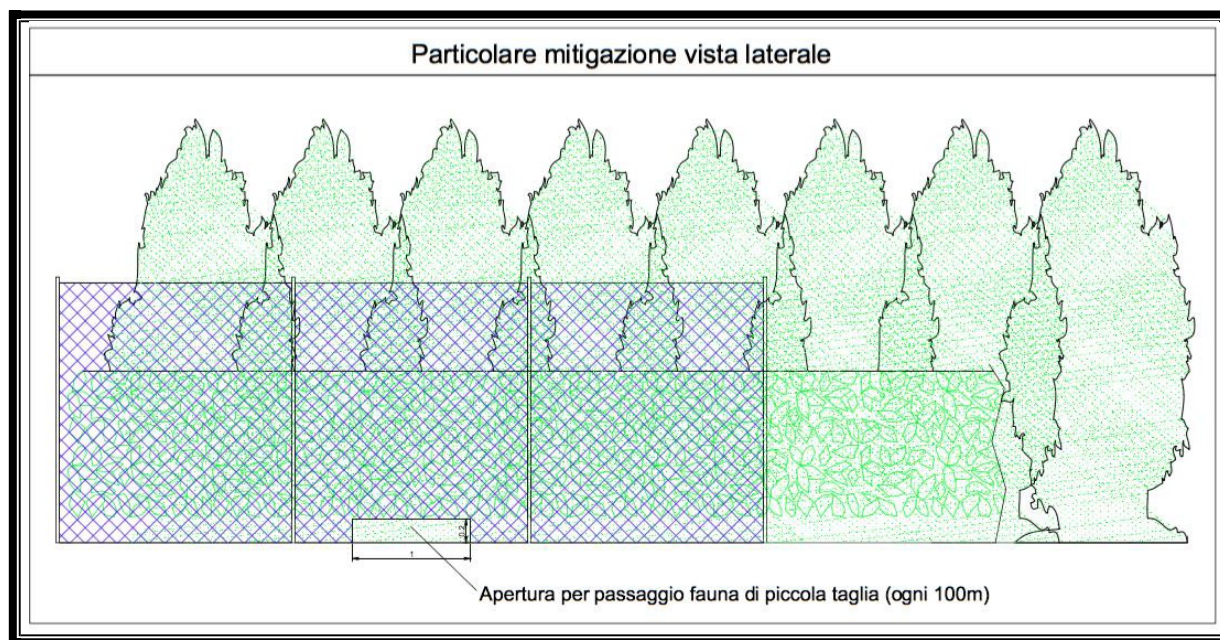 Particolare mitigazione vista laterale
0.2
1
Apertura per passaggio fauna di piccola taglia (ogni 100m)